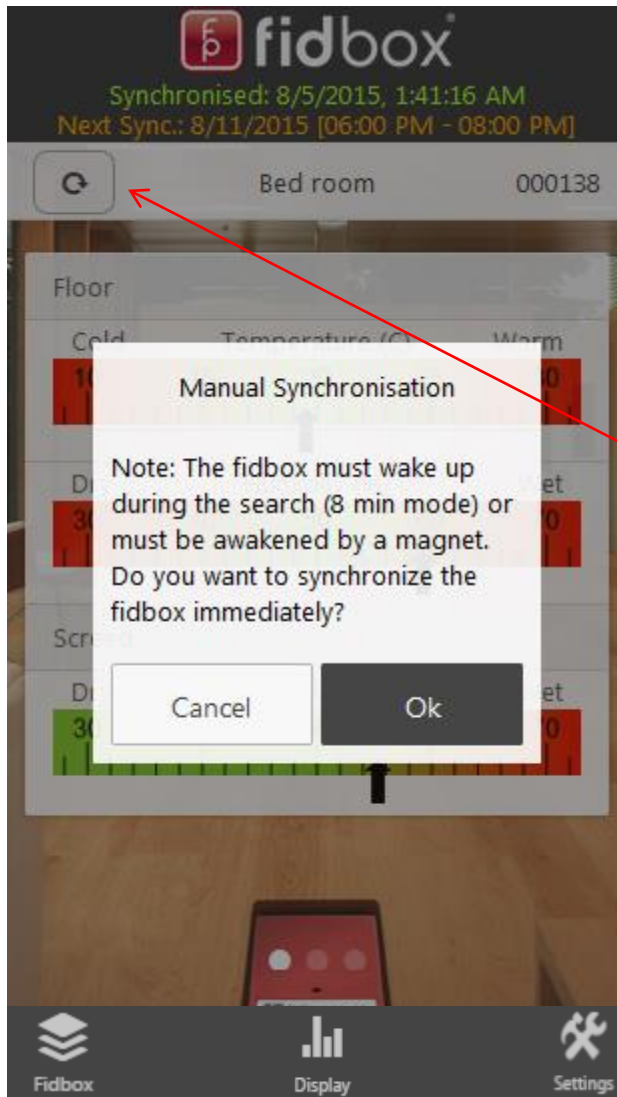 fidbox
Synchronised: 8/5/2015, 1:41:16 AM
Next Sync.: 8/11/2015 [06:00 PM - 08:00 PM]
Bed room 000138
Floor
Cold Temperature (C) Warm
Manual Synchronisation
Note: The fidbox must wake up
during the search (8 min mode) or
must be awakened by a magnet.
Do you want to synchronize the
fidbox immediately?
Cancel Ok
Fidbox Display Settings